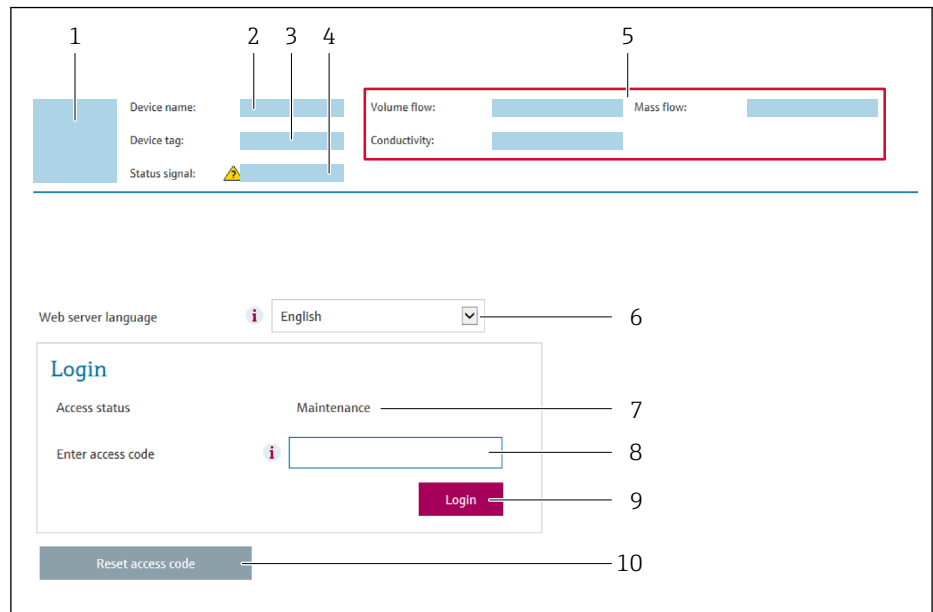 1 2 3 4 5
Device name: Volume flow: Mass flow:
Device tag: Conductivity:
Status signal: ?
Web server language i English 6
Login
Access status Maintenance 7
Enter access code i 8
Login 9
Reset access code 10